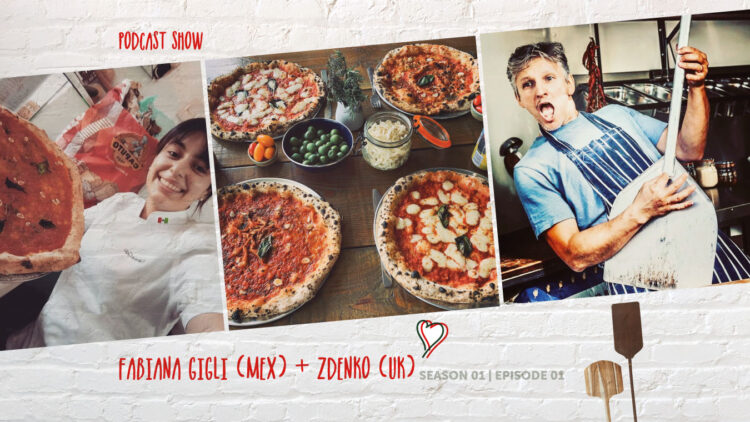 PODCAST SHOW
FABIANA GIGLI (MEX) + ZDENKO (UK)
SEASON 01 | EPISODE 01